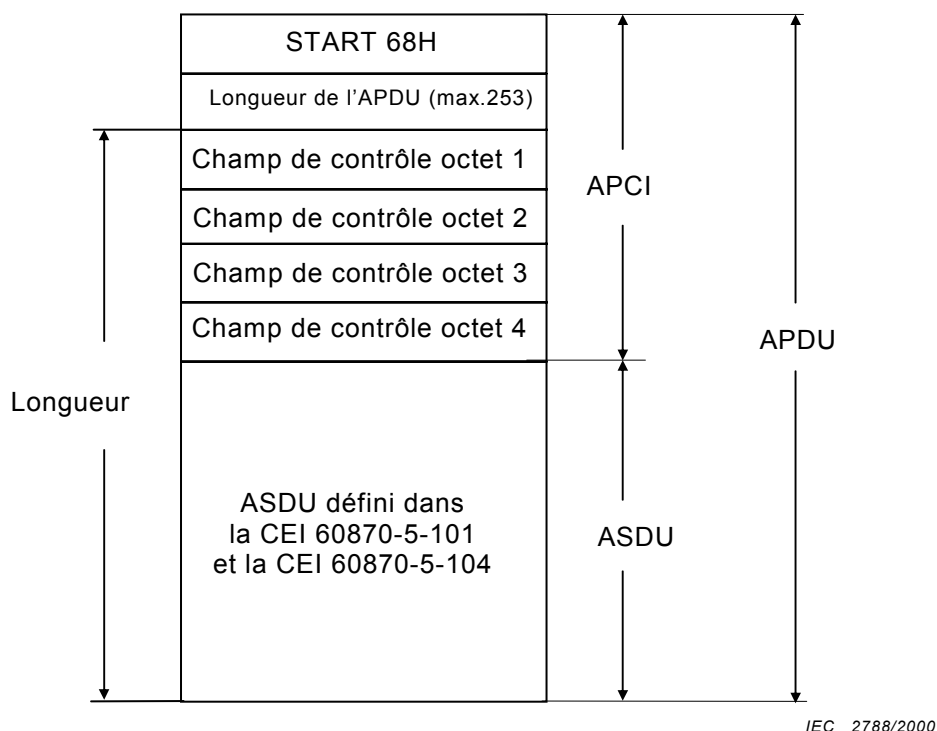 START 68H
Longueur de l’APDU (max.253)
Champ de contrôle octet 1
APCI
Champ de contrôle octet 2
Champ de contrôle octet 3
Champ de contrôle octet 4
APDU
Longueur
ASDU défini dans
la CEI 60870-5-101
et la CEI 60870-5-104
ASDU
IEC 2788/2000